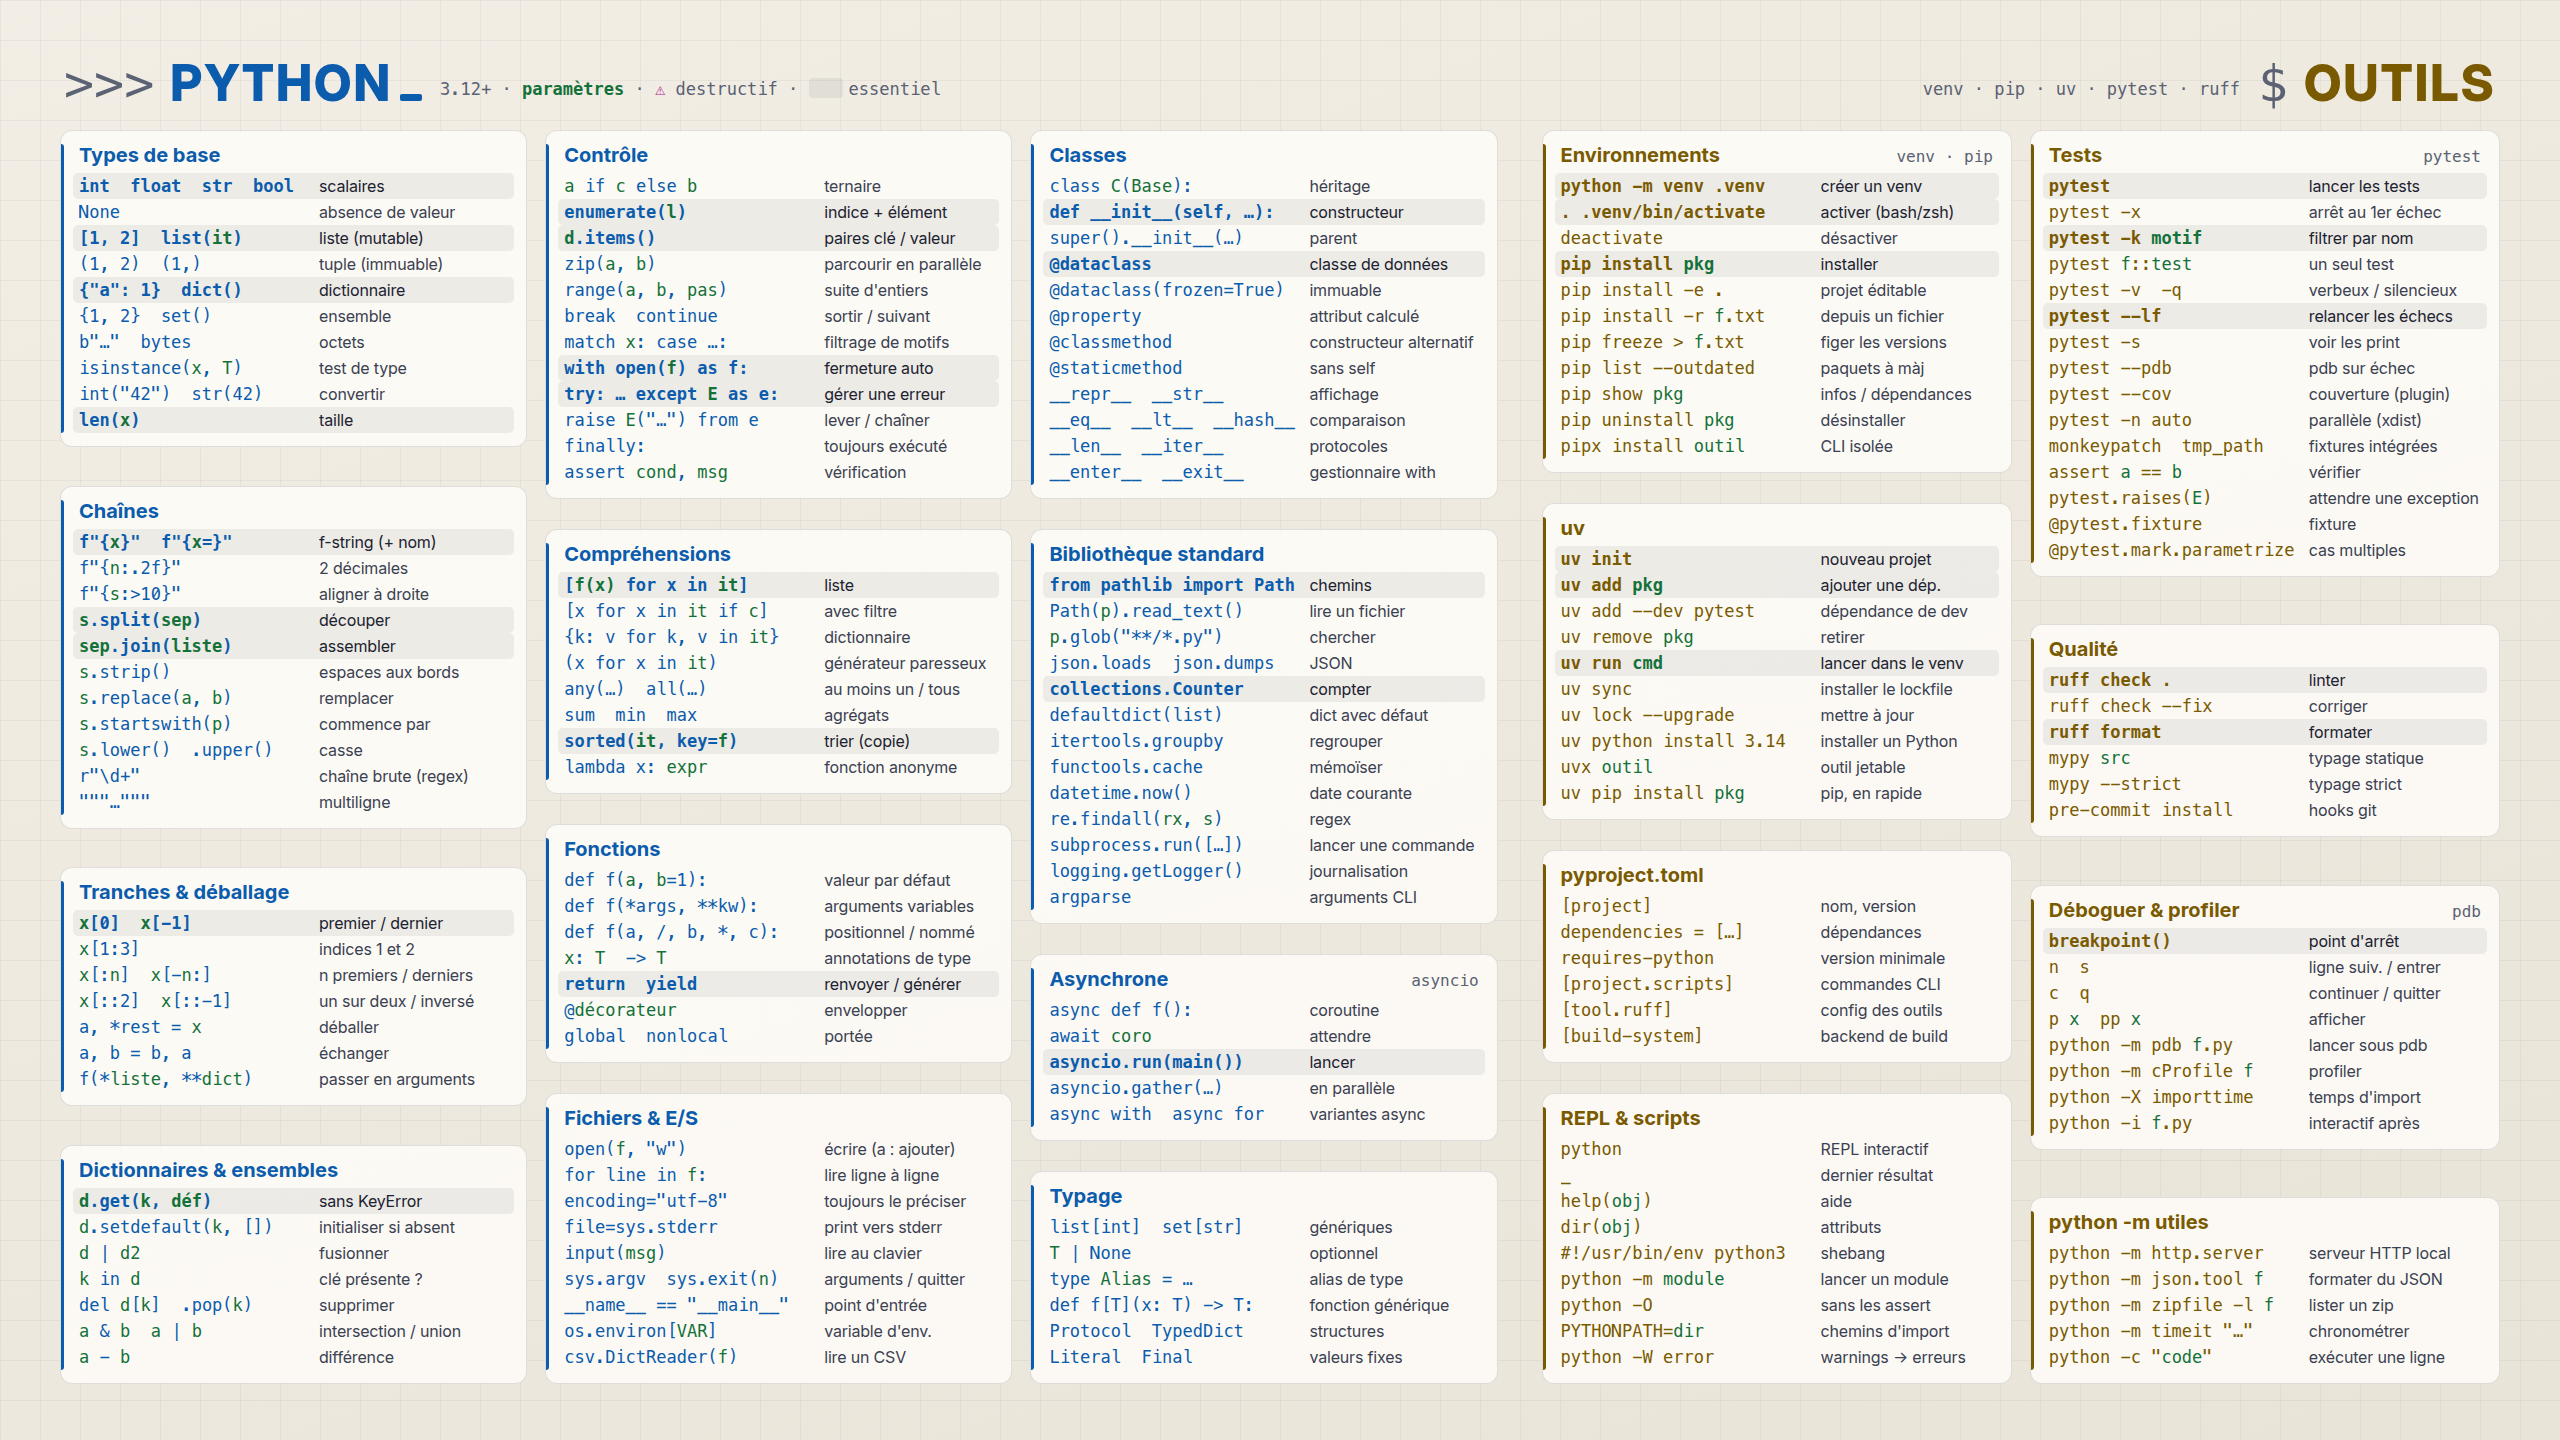 >>> PYTHON_ 3.12+ · paramètres · ⚠ destructif · essentiel
venv · pip · uv · pytest · ruff $ OUTILS
Types de base
int  float  str  bool scalaires
None absence de valeur
[1, 2]  list(it) liste (mutable)
(1, 2)  (1,) tuple (immuable)
{"a": 1}  dict() dictionnaire
{1, 2}  set() ensemble
b"…"  bytes octets
isinstance(x, T) test de type
int("42")  str(42) convertir
len(x) taille
Chaînes
f"{x}"  f"{x=}" f-string (+ nom)
f"{n:.2f}" 2 décimales
f"{s:>10}" aligner à droite
s.split(sep) découper
sep.join(liste) assembler
s.strip() espaces aux bords
s.replace(a, b) remplacer
s.startswith(p) commence par
s.lower()  .upper() casse
r"\d+" chaîne brute (regex)
"""…""" multiligne
Tranches & déballage
x[0]  x[-1] premier / dernier
x[1:3] indices 1 et 2
x[:n]  x[-n:] n premiers / derniers
x[::2]  x[::-1] un sur deux / inversé
a, *rest = x déballer
a, b = b, a échanger
f(*liste, **dict) passer en arguments
Dictionnaires & ensembles
d.get(k, déf) sans KeyError
d.setdefault(k, []) initialiser si absent
d | d2 fusionner
k in d clé présente ?
del d[k]  .pop(k) supprimer
a & b  a | b intersection / union
a - b différence
Contrôle
a if c else b ternaire
enumerate(l) indice + élément
d.items() paires clé / valeur
zip(a, b) parcourir en parallèle
range(a, b, pas) suite d'entiers
break  continue sortir / suivant
match x: case …: filtrage de motifs
with open(f) as f: fermeture auto
try: … except E as e: gérer une erreur
raise E("…") from e lever / chaîner
finally: toujours exécuté
assert cond, msg vérification
Compréhensions
[f(x) for x in it] liste
[x for x in it if c] avec filtre
{k: v for k, v in it} dictionnaire
(x for x in it) générateur paresseux
any(…)  all(…) au moins un / tous
sum  min  max agrégats
sorted(it, key=f) trier (copie)
lambda x: expr fonction anonyme
Fonctions
def f(a, b=1): valeur par défaut
def f(*args, **kw): arguments variables
def f(a, /, b, *, c): positionnel / nommé
x: T  -> T annotations de type
return  yield renvoyer / générer
@décorateur envelopper
global  nonlocal portée
Fichiers & E/S
open(f, "w") écrire (a : ajouter)
for line in f: lire ligne à ligne
encoding="utf-8" toujours le préciser
file=sys.stderr print vers stderr
input(msg) lire au clavier
sys.argv  sys.exit(n) arguments / quitter
__name__ == "__main__" point d'entrée
os.environ[VAR] variable d'env.
csv.DictReader(f) lire un CSV
Classes
class C(Base): héritage
def __init__(self, …): constructeur
super().__init__(…) parent
@dataclass classe de données
@dataclass(frozen=True) immuable
@property attribut calculé
@classmethod constructeur alternatif
@staticmethod sans self
__repr__  __str__ affichage
__eq__  __lt__  __hash__ comparaison
__len__  __iter__ protocoles
__enter__  __exit__ gestionnaire with
Bibliothèque standard
from pathlib import Path chemins
Path(p).read_text() lire un fichier
p.glob("**/*.py") chercher
json.loads  json.dumps JSON
collections.Counter compter
defaultdict(list) dict avec défaut
itertools.groupby regrouper
functools.cache mémoïser
datetime.now() date courante
re.findall(rx, s) regex
subprocess.run([…]) lancer une commande
logging.getLogger() journalisation
argparse arguments CLI
Asynchrone asyncio
async def f(): coroutine
await coro attendre
asyncio.run(main()) lancer
asyncio.gather(…) en parallèle
async with  async for variantes async
Typage
list[int]  set[str] génériques
T | None optionnel
type Alias = … alias de type
def f[T](x: T) -> T: fonction générique
Protocol  TypedDict structures
Literal  Final valeurs fixes
Environnements venv · pip
python -m venv .venv créer un venv
. .venv/bin/activate activer (bash/zsh)
deactivate désactiver
pip install pkg installer
pip install -e . projet éditable
pip install -r f.txt depuis un fichier
pip freeze > f.txt figer les versions
pip list --outdated paquets à màj
pip show pkg infos / dépendances
pip uninstall pkg désinstaller
pipx install outil CLI isolée
uv
uv init nouveau projet
uv add pkg ajouter une dép.
uv add --dev pytest dépendance de dev
uv remove pkg retirer
uv run cmd lancer dans le venv
uv sync installer le lockfile
uv lock --upgrade mettre à jour
uv python install 3.14 installer un Python
uvx outil outil jetable
uv pip install pkg pip, en rapide
pyproject.toml
[project] nom, version
dependencies = […] dépendances
requires-python version minimale
[project.scripts] commandes CLI
[tool.ruff] config des outils
[build-system] backend de build
REPL & scripts
python REPL interactif
_ dernier résultat
help(obj) aide
dir(obj) attributs
#!/usr/bin/env python3 shebang
python -m module lancer un module
python -O sans les assert
PYTHONPATH=dir chemins d'import
python -W error warnings → erreurs
Tests pytest
pytest lancer les tests
pytest -x arrêt au 1er échec
pytest -k motif filtrer par nom
pytest f::test un seul test
pytest -v  -q verbeux / silencieux
pytest --lf relancer les échecs
pytest -s voir les print
pytest --pdb pdb sur échec
pytest --cov couverture (plugin)
pytest -n auto parallèle (xdist)
monkeypatch  tmp_path fixtures intégrées
assert a == b vérifier
pytest.raises(E) attendre une exception
@pytest.fixture fixture
@pytest.mark.parametrize cas multiples
Qualité
ruff check . linter
ruff check --fix corriger
ruff format formater
mypy src typage statique
mypy --strict typage strict
pre-commit install hooks git
Déboguer & profiler pdb
breakpoint() point d'arrêt
n  s ligne suiv. / entrer
c  q continuer / quitter
p x  pp x afficher
python -m pdb f.py lancer sous pdb
python -m cProfile f profiler
python -X importtime temps d'import
python -i f.py interactif après
python -m utiles
python -m http.server serveur HTTP local
python -m json.tool f formater du JSON
python -m zipfile -l f lister un zip
python -m timeit "…" chronométrer
python -c "code" exécuter une ligne